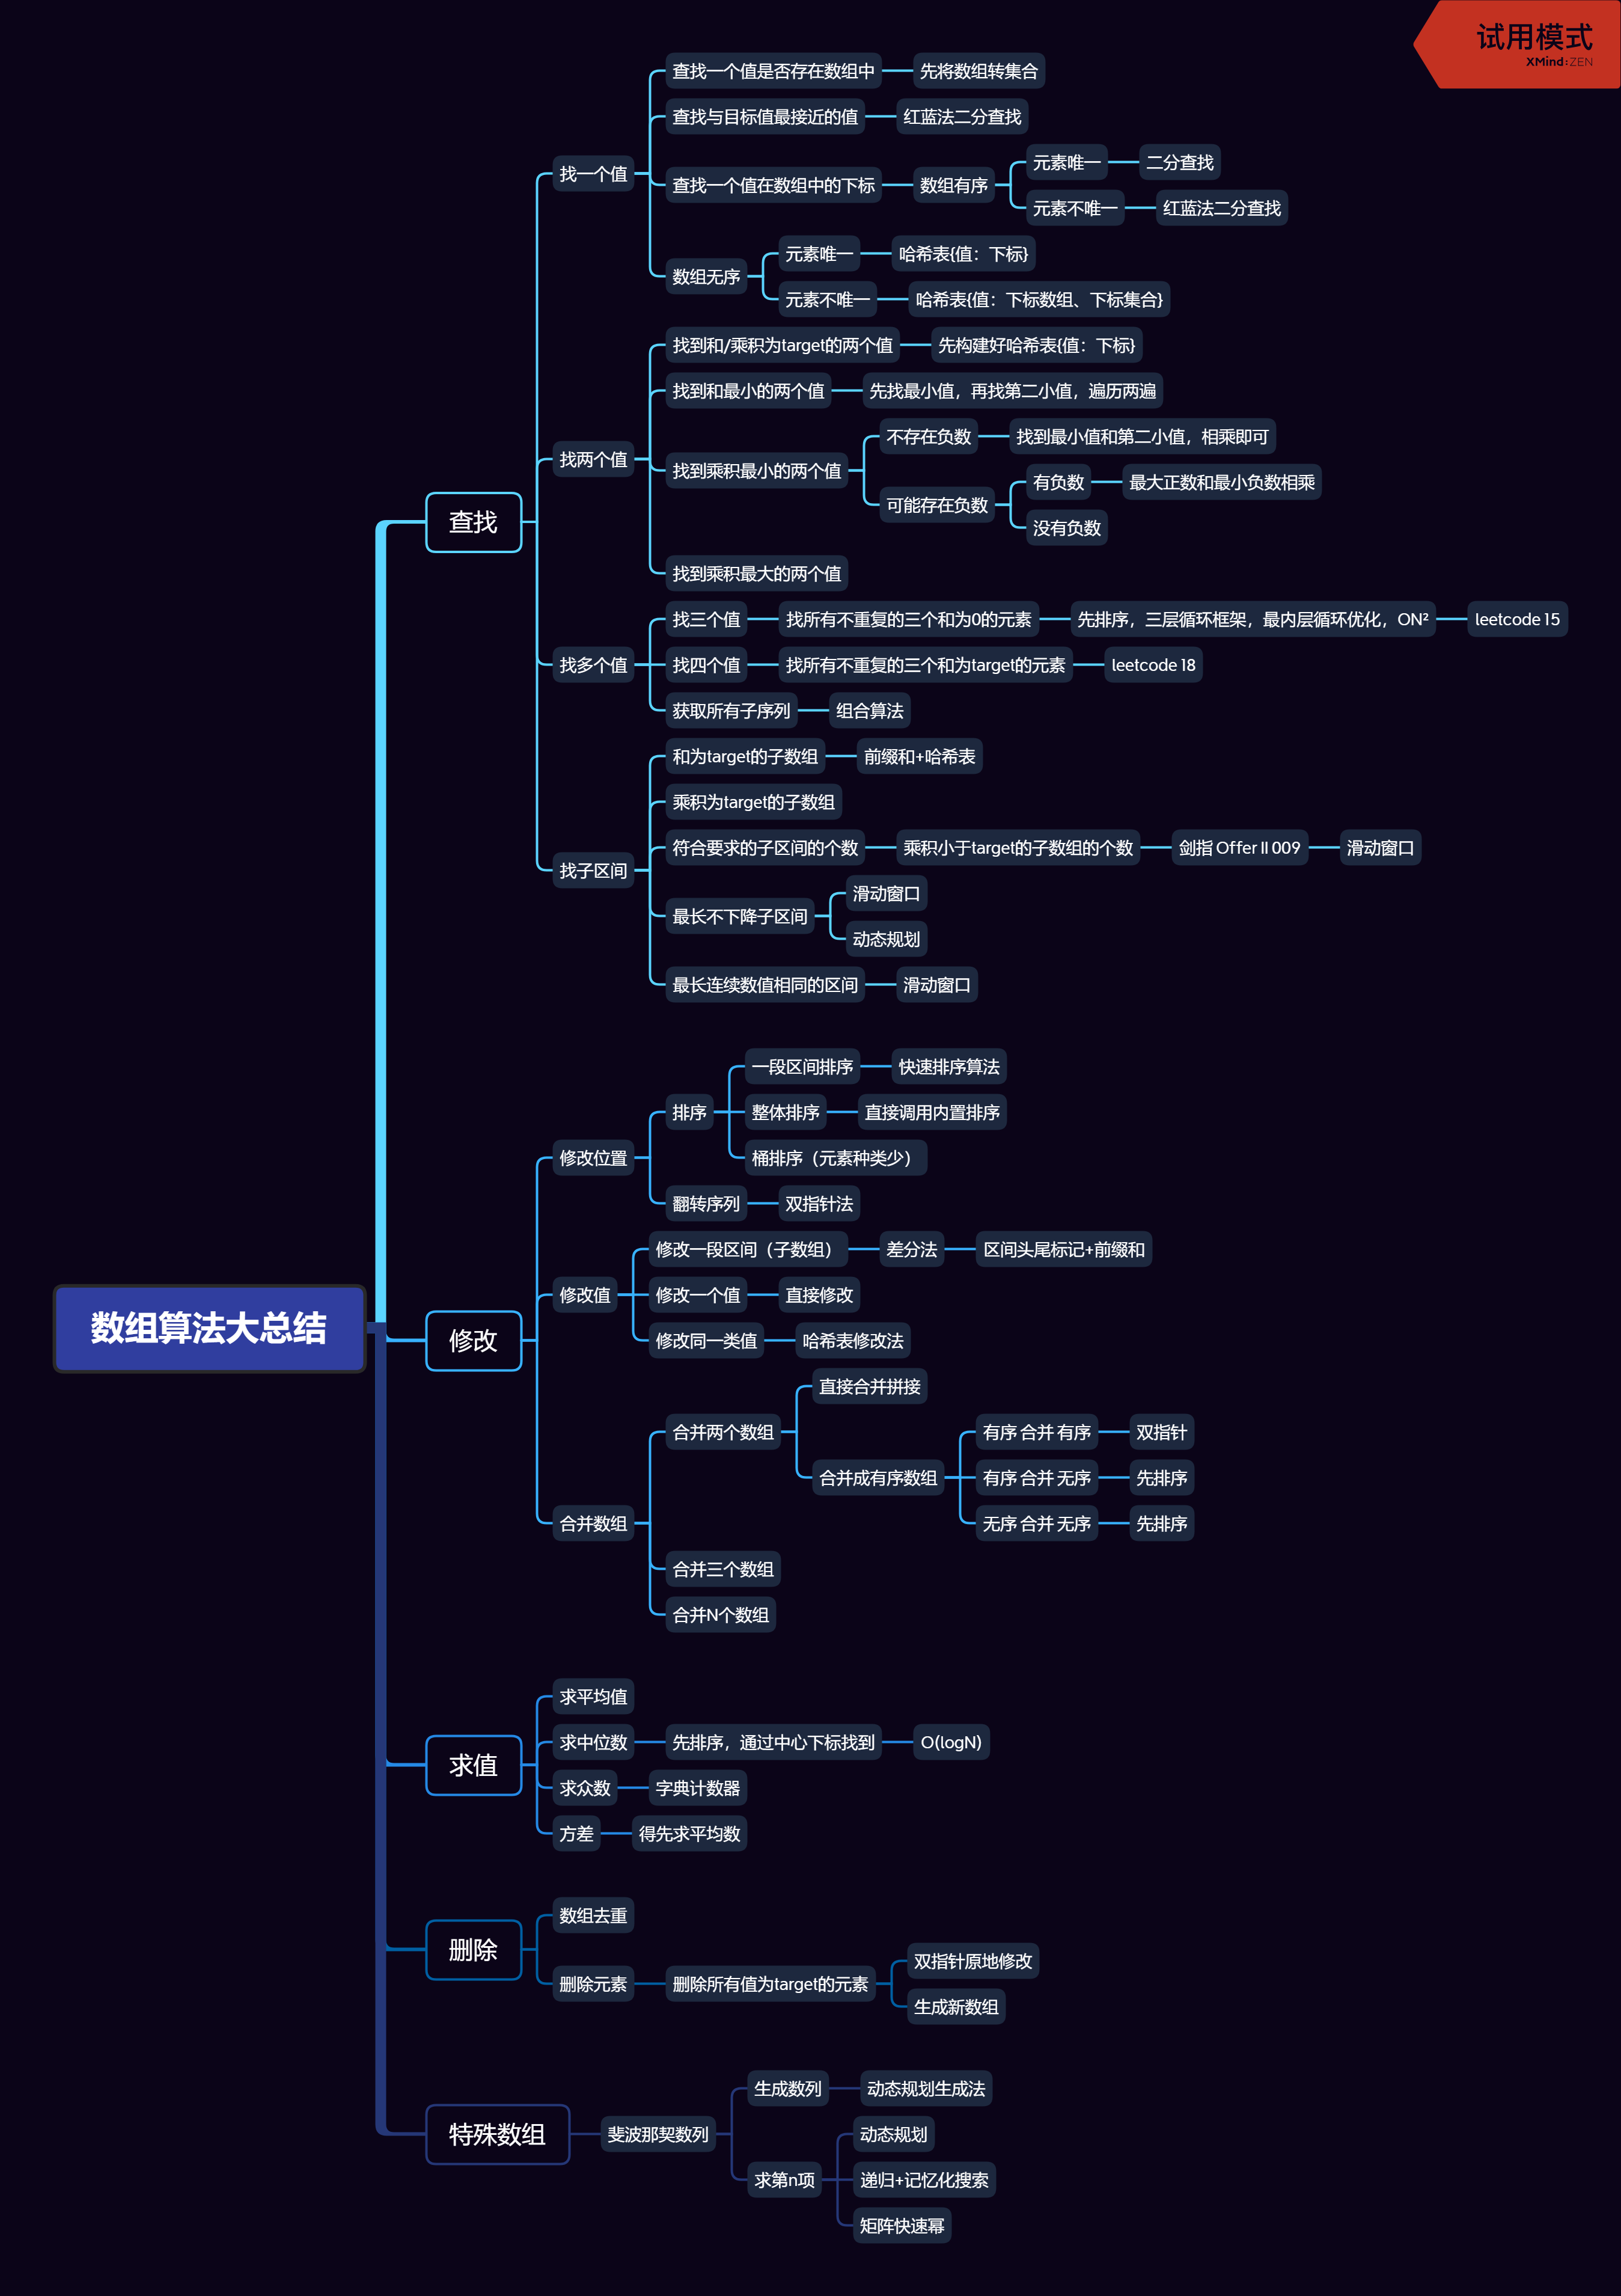 试用模式
XMind:ZEN
数组算法大总结
查找
找一个值
查找一个值是否存在数组中
先将数组转集合
查找与目标值最接近的值
红蓝法二分查找
查找一个值在数组中的下标
数组有序
元素唯一
二分查找
元素不唯一
红蓝法二分查找
数组无序
元素唯一
哈希表{值：下标}
元素不唯一
哈希表{值：下标数组、下标集合}
找两个值
找到和/乘积为target的两个值
先构建好哈希表{值：下标}
找到和最小的两个值
先找最小值，再找第二小值，遍历两遍
找到乘积最小的两个值
不存在负数
找到最小值和第二小值，相乘即可
可能存在负数
有负数
最大正数和最小负数相乘
没有负数
找到乘积最大的两个值
找多个值
找三个值
找所有不重复的三个和为0的元素
先排序，三层循环框架，最内层循环优化，ON²
leetcode 15
找四个值
找所有不重复的三个和为target的元素
leetcode 18
获取所有子序列
组合算法
找子区间
和为target的子数组
前缀和+哈希表
乘积为target的子数组
符合要求的子区间的个数
乘积小于target的子数组的个数
剑指 Offer II 009
滑动窗口
最长不下降子区间
滑动窗口
动态规划
最长连续数值相同的区间
滑动窗口
修改
修改位置
排序
一段区间排序
快速排序算法
整体排序
直接调用内置排序
桶排序（元素种类少）
翻转序列
双指针法
修改值
修改一段区间（子数组）
差分法
区间头尾标记+前缀和
修改一个值
直接修改
修改同一类值
哈希表修改法
合并数组
合并两个数组
直接合并拼接
合并成有序数组
有序 合并 有序
双指针
有序 合并 无序
先排序
无序 合并 无序
先排序
合并三个数组
合并N个数组
求值
求平均值
求中位数
先排序，通过中心下标找到
O(logN)
求众数
字典计数器
方差
得先求平均数
删除
数组去重
删除元素
删除所有值为target的元素
双指针原地修改
生成新数组
特殊数组
斐波那契数列
生成数列
动态规划生成法
求第n项
动态规划
递归+记忆化搜索
矩阵快速幂